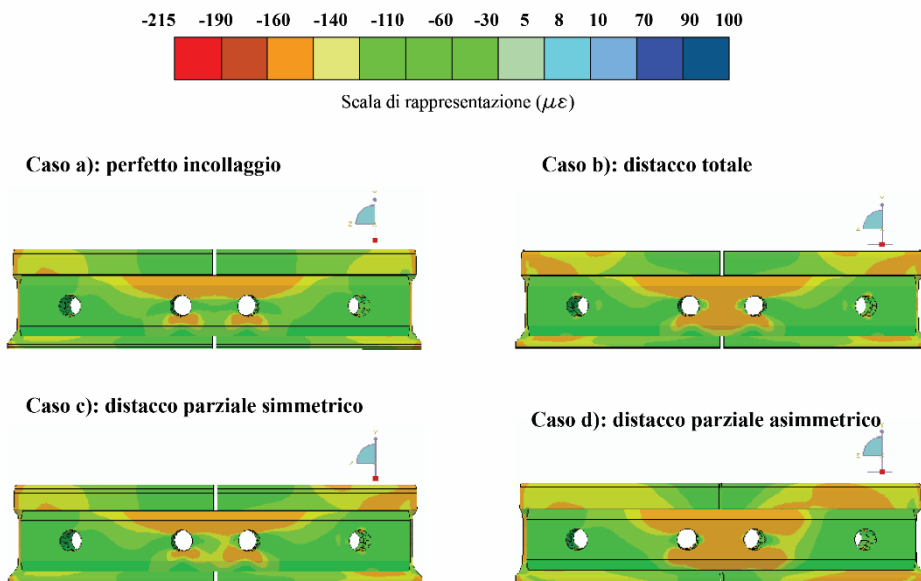 -215 -190 -160 -140 -110 -60 -30 5 8 10 70 90 100
Scala di rappresentazione (με)
Caso a): perfetto incollaggio
Caso b): distacco totale
Caso c): distacco parziale simmetrico
Caso d): distacco parziale asimmetrico